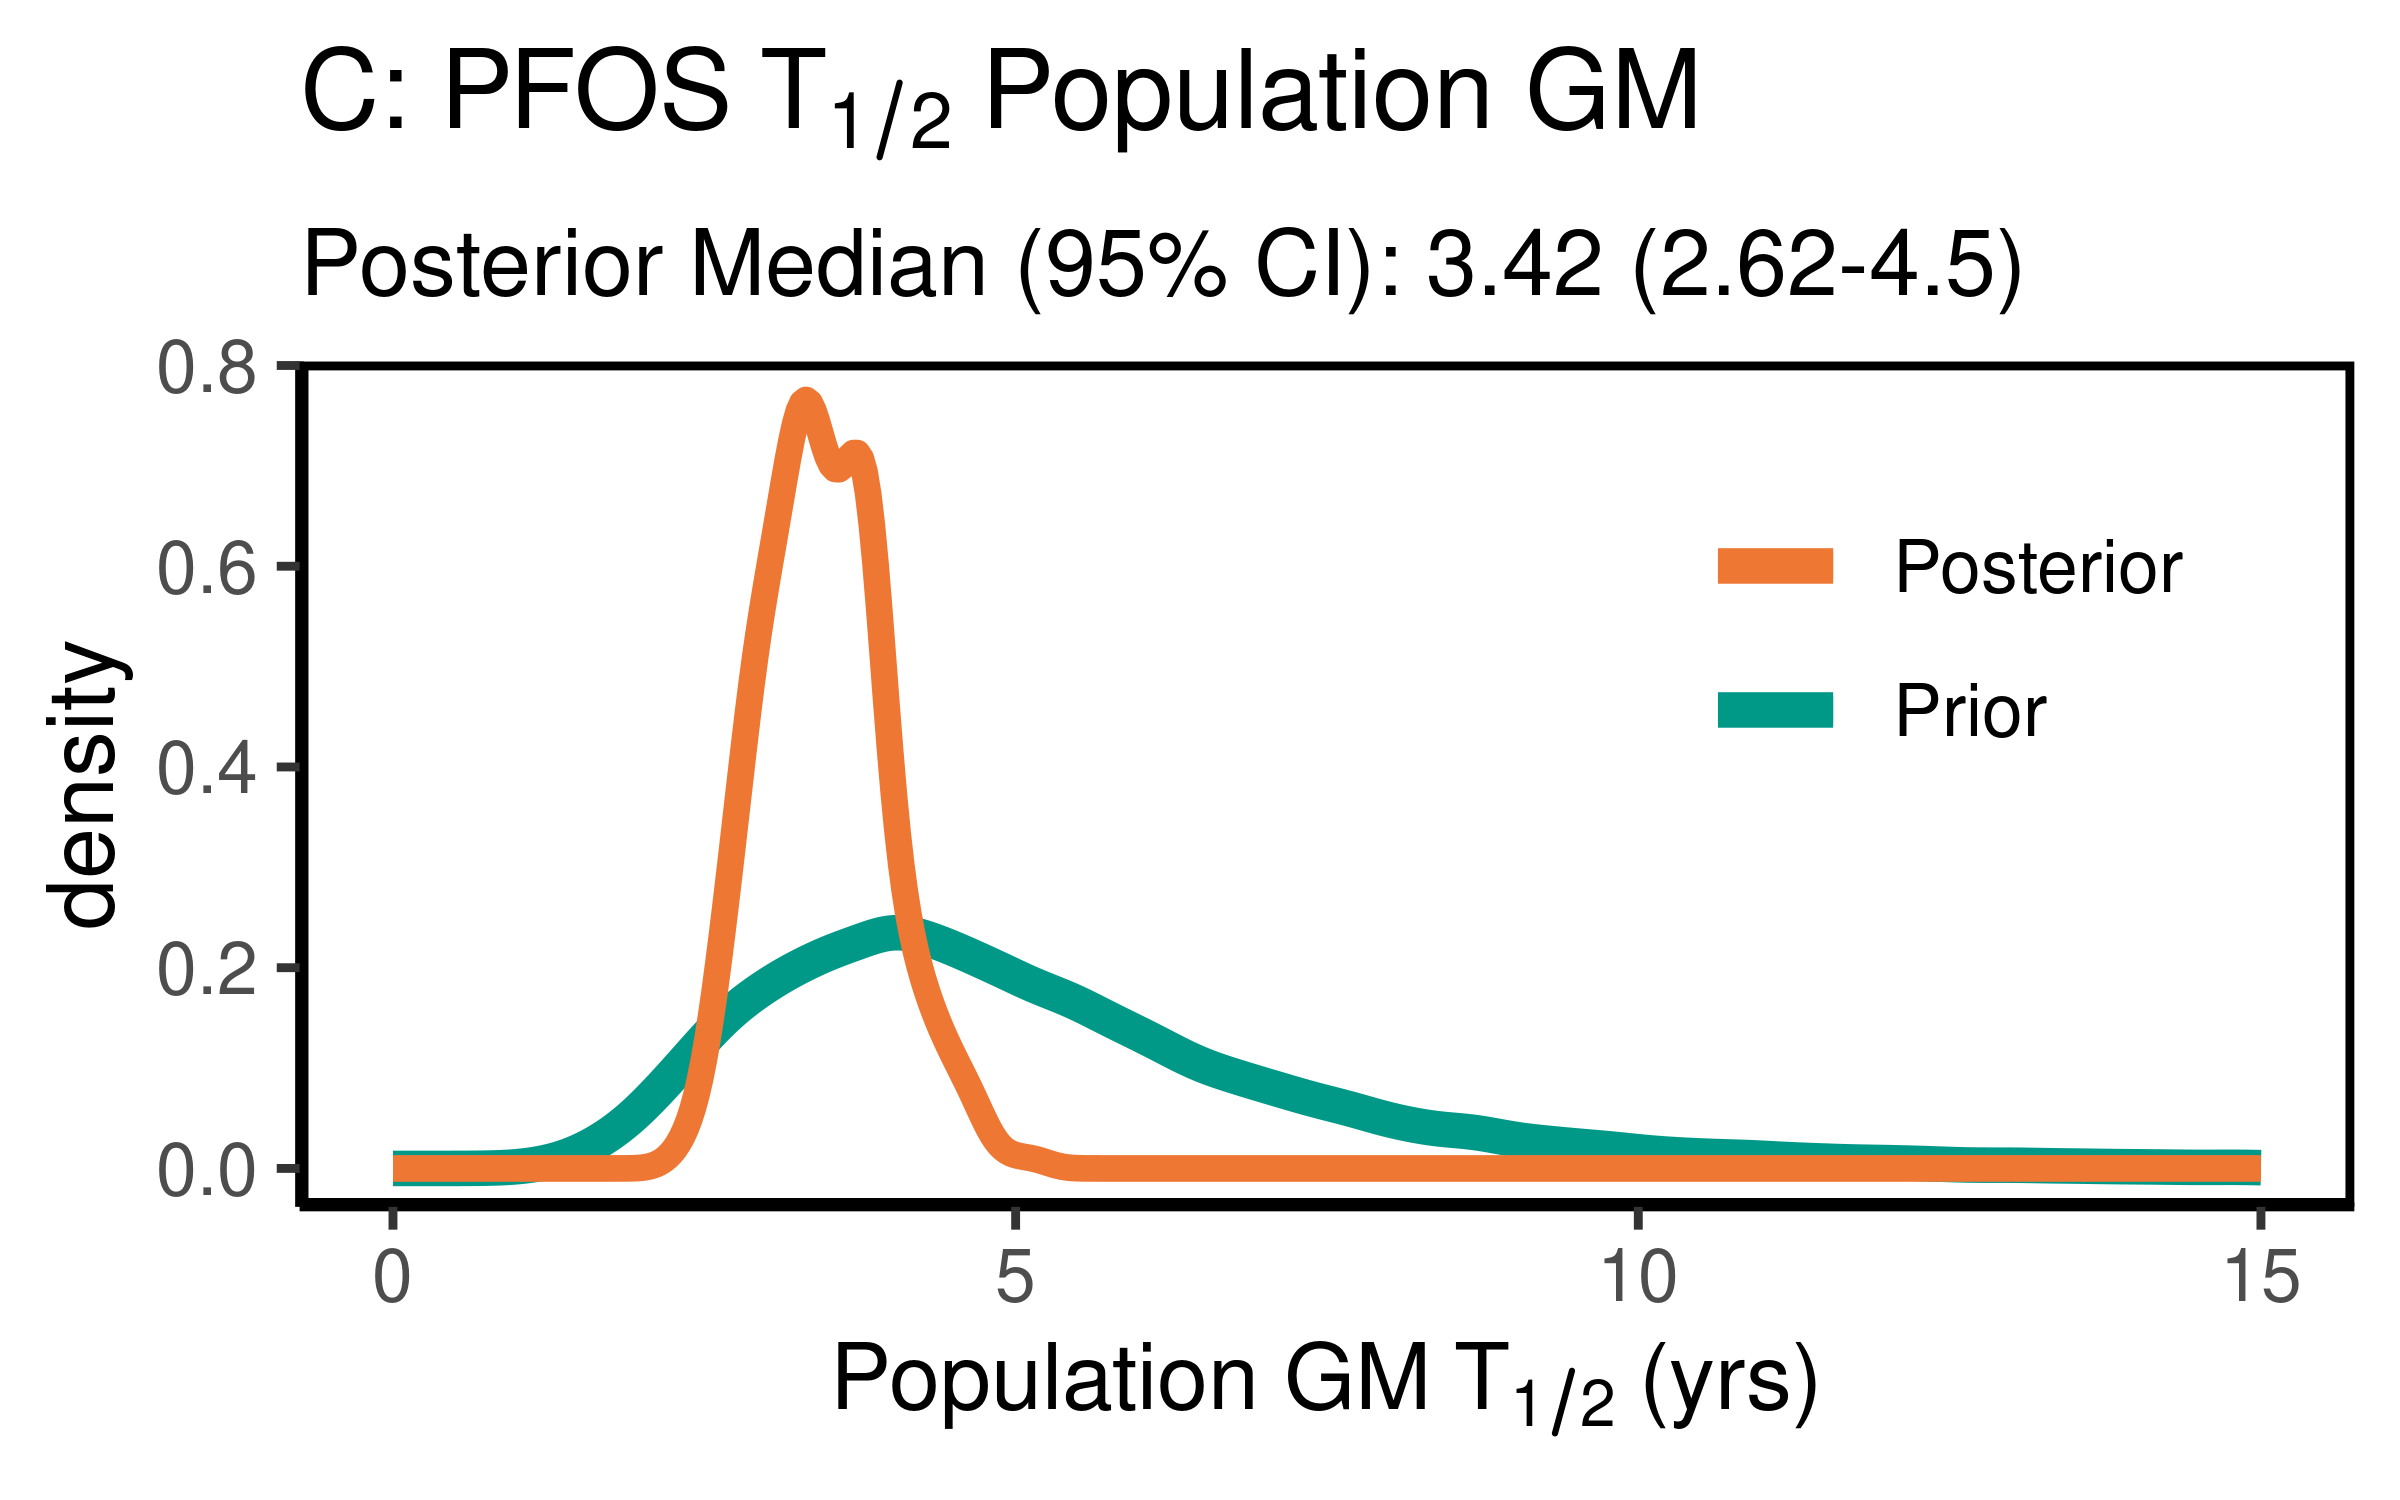 C: PFOS T1/2 Population GM
Posterior Median (95% CI): 3.42 (2.62-4.5)
0.8
0.6
0.4
0.2
0.0
density
Posterior
Prior
0
5
10
15
Population GM T1/2 (yrs)